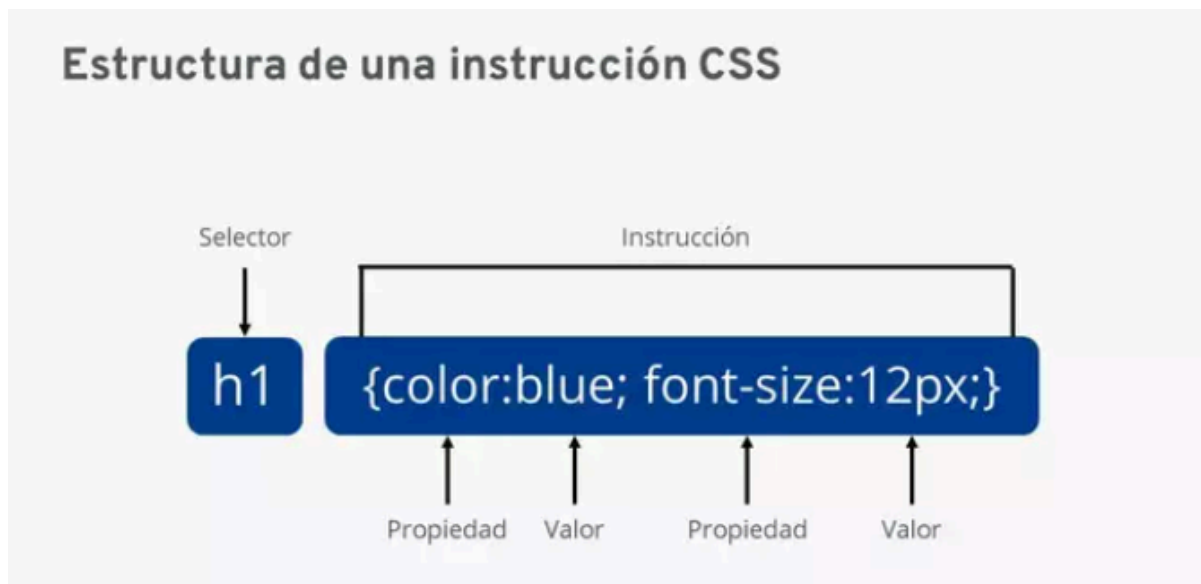 Estructura de una instrucción CSS
Selector
Instrucción
h1
{color:blue; font-size:12px;}
Propiedad
Valor
Propiedad
Valor